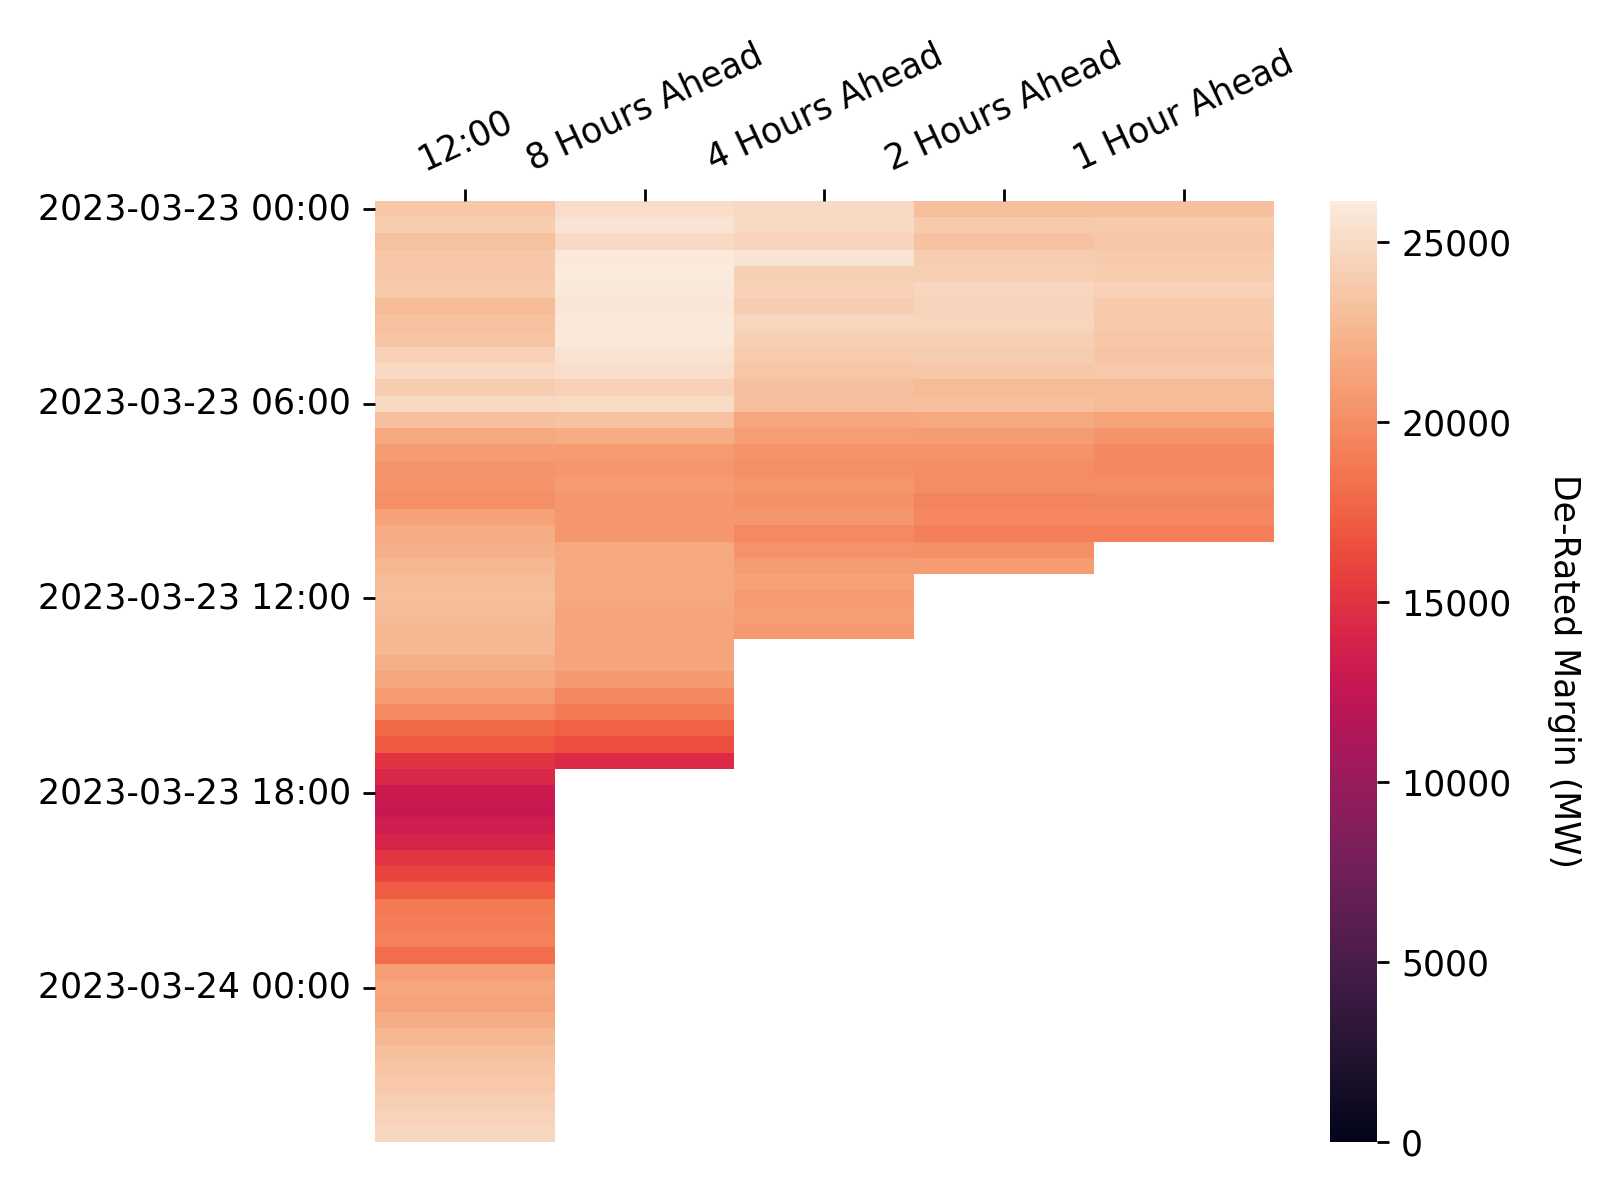 12:00
8 Hours Ahead
4 Hours Ahead
2 Hours Ahead
1 Hour Ahead
2023-03-23 00:00
2023-03-23 06:00
2023-03-23 12:00
2023-03-23 18:00
2023-03-24 00:00
25000
20000
15000
10000
5000
0
De-Rated Margin (MW)